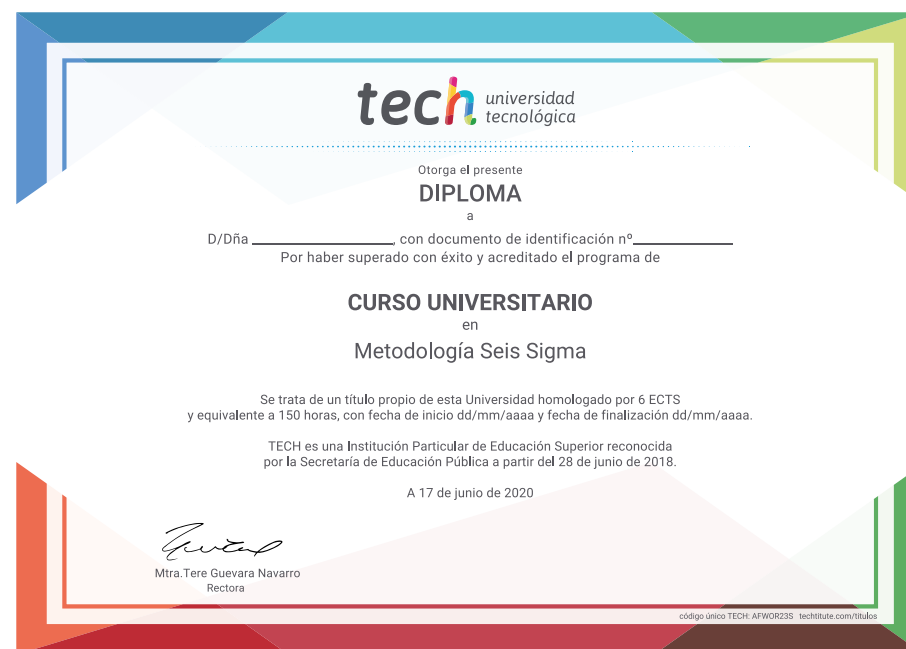 tech universidad
tecnológica
Otorga el presente
DIPLOMA
a
D/Dña ____________________, con documento de identificación nº______________
Por haber superado con éxito y acreditado el programa de
CURSO UNIVERSITARIO
en
Metodología Seis Sigma
Se trata de un título propio de esta Universidad homologado por 6 ECTS
y equivalente a 150 horas, con fecha de inicio dd/mm/aaaa y fecha de finalización dd/mm/aaaa.
TECH es una Institución Particular de Educación Superior reconocida
por la Secretaría de Educación Pública a partir del 28 de junio de 2018.
A 17 de junio de 2020
Mtra.Tere Guevara Navarro
Rectora
código único TECH: AFWOR23S techtitute.com/titulos